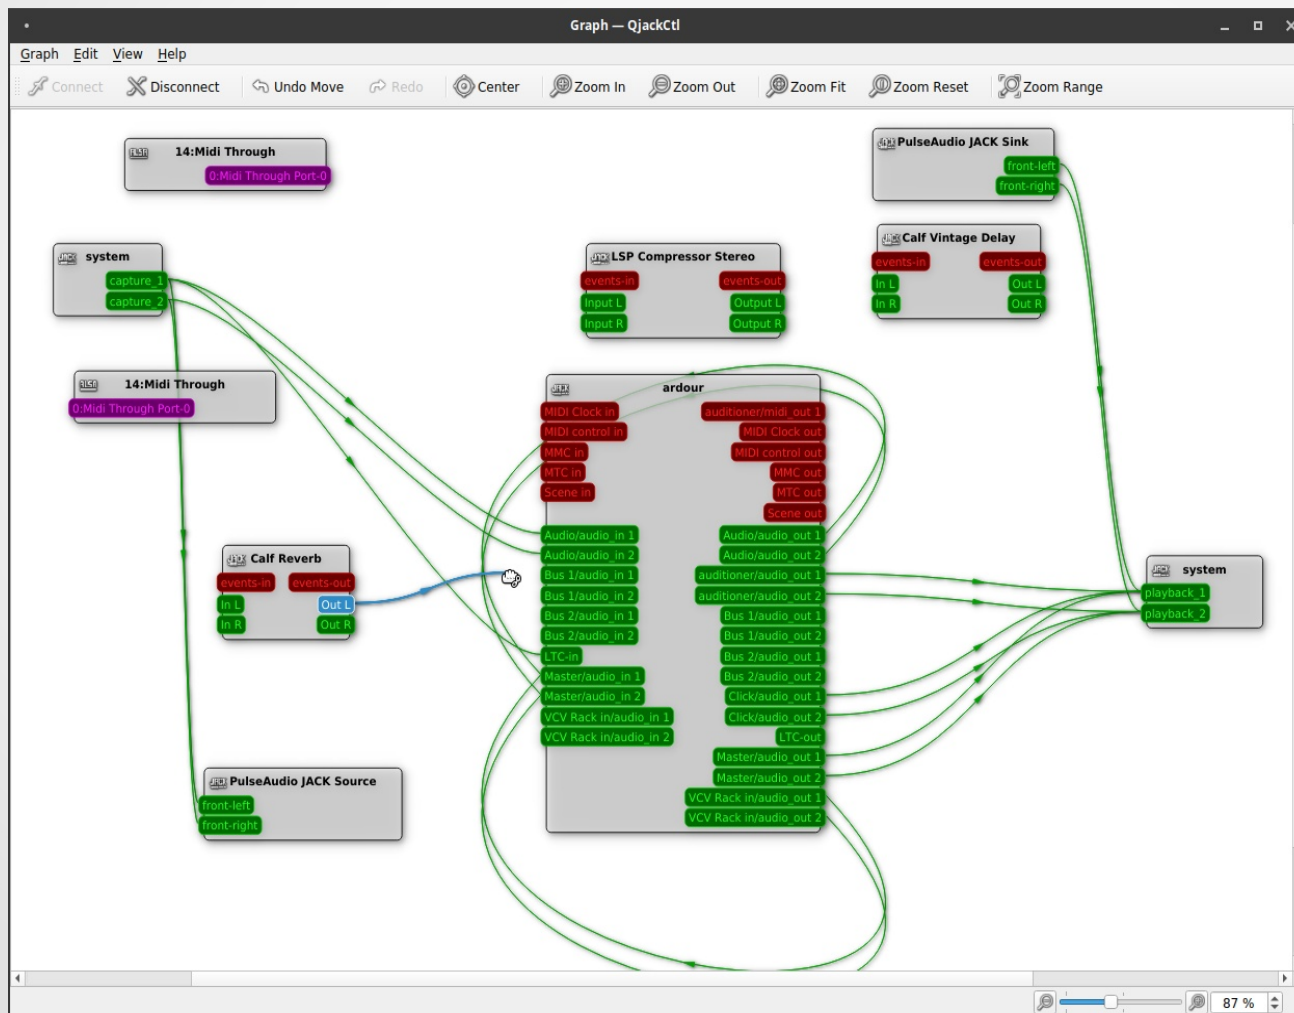 Graph — QjackCtl
Graph Edit View Help
Connect Disconnect Undo Move Redo Center Zoom In Zoom Out Zoom Fit Zoom Reset Zoom Range
14:Midi Through
0:Midi Through Port-0
PulseAudio JACK Sink
front-left
front-right
system
capture_1
capture_2
LSP Compressor Stereo
events-in events-out
Input L Output L
Input R Output R
Calf Vintage Delay
events-in events-out
In L Out L
In R Out R
14:Midi Through
0:Midi Through Port-0
ardour
MIDI Clock in auditioner/midi_out 1
MIDI control in MIDI Clock out
MMC in MIDI control out
MTC in MMC out
Scene in MTC out
Scene out
Audio/audio_in 1 Audio/audio_out 1
Audio/audio_in 2 Audio/audio_out 2
Bus 1/audio_in 1 auditioner/audio_out 1
Bus 1/audio_in 2 auditioner/audio_out 2
Bus 2/audio_in 1 Bus 1/audio_out 1
Bus 2/audio_in 2 Bus 1/audio_out 2
LTC-in Bus 2/audio_out 1
Master/audio_in 1 Bus 2/audio_out 2
Master/audio_in 2 Click/audio_out 1
VCV Rack in/audio_in 1 Click/audio_out 2
VCV Rack in/audio_in 2 LTC-out
Master/audio_out 1
Master/audio_out 2
VCV Rack in/audio_out 1
VCV Rack in/audio_out 2
Calf Reverb
events-in events-out
In L Out L
In R Out R
system
playback_1
playback_2
PulseAudio JACK Source
front-left
front-right
87 %